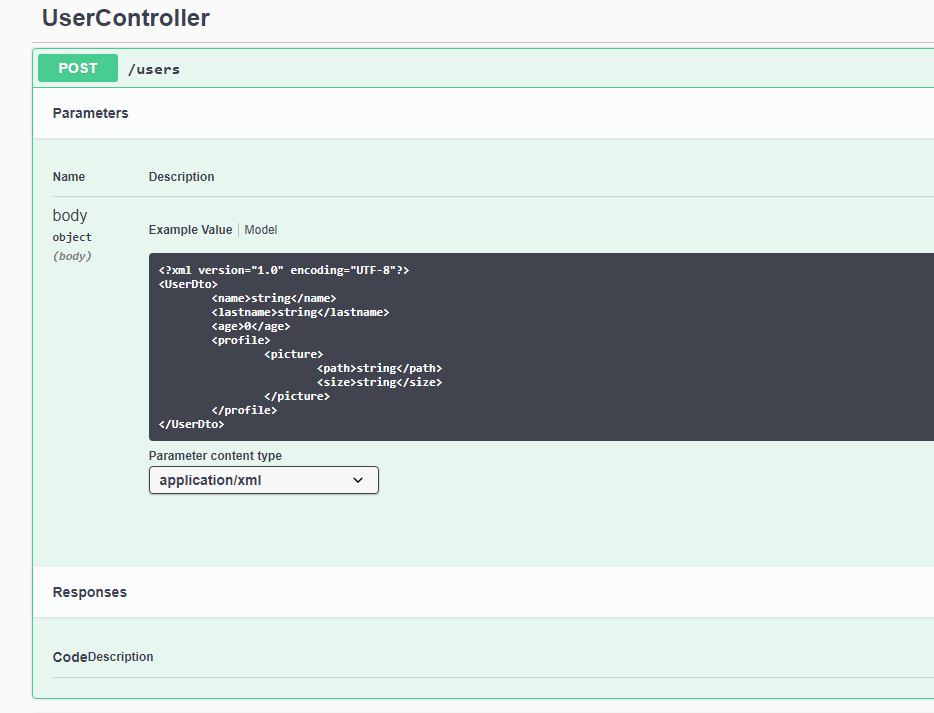 UserController
POST /users
Parameters
Name Description
body
object
(body)
Example Value Model
<?xml version="1.0" encoding="UTF-8"?>
<UserDto>
<name>string</name>
<lastname>string</lastname>
<age>0</age>
<profile>
<picture>
<path>string</path>
<size>string</size>
</picture>
</profile>
</UserDto>
Parameter content type
application/xml
Responses
CodeDescription